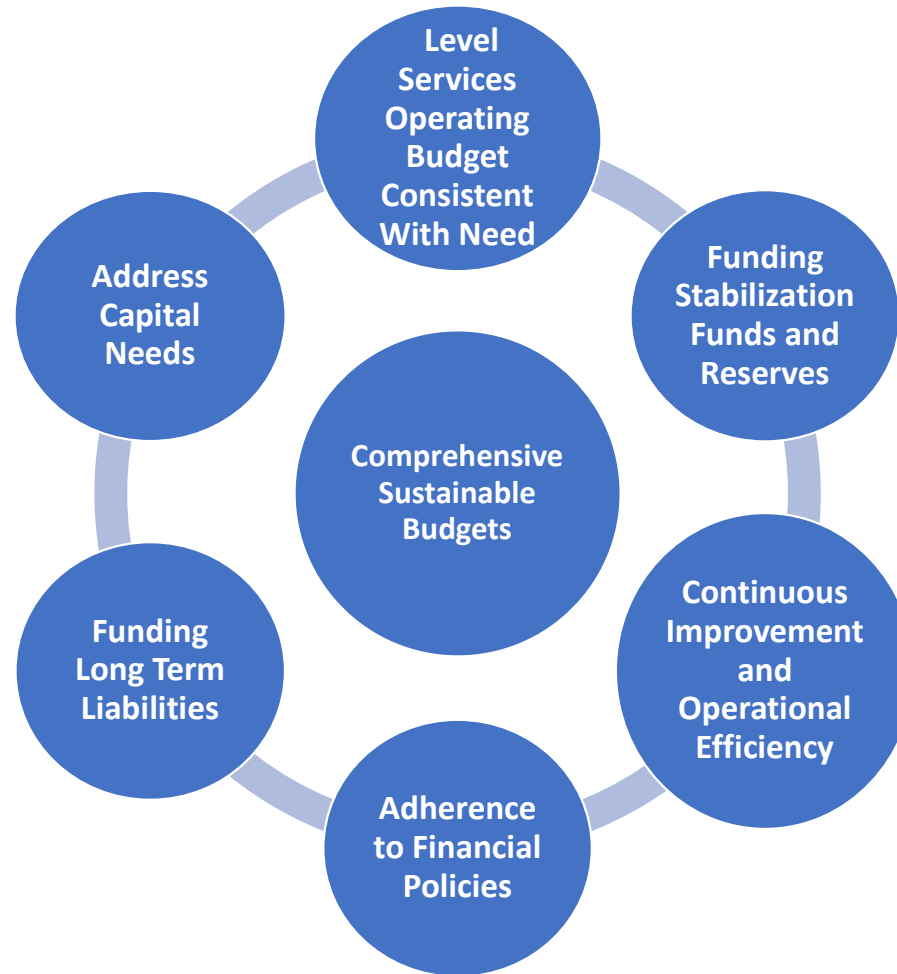 Level
Services
Operating
Budget
Consistent
With Need
Funding
Stabilization
Funds and
Reserves
Continuous
Improvement
and
Operational
Efficiency
Adherence
to Financial
Policies
Funding
Long Term
Liabilities
Address
Capital
Needs
Comprehensive
Sustainable
Budgets